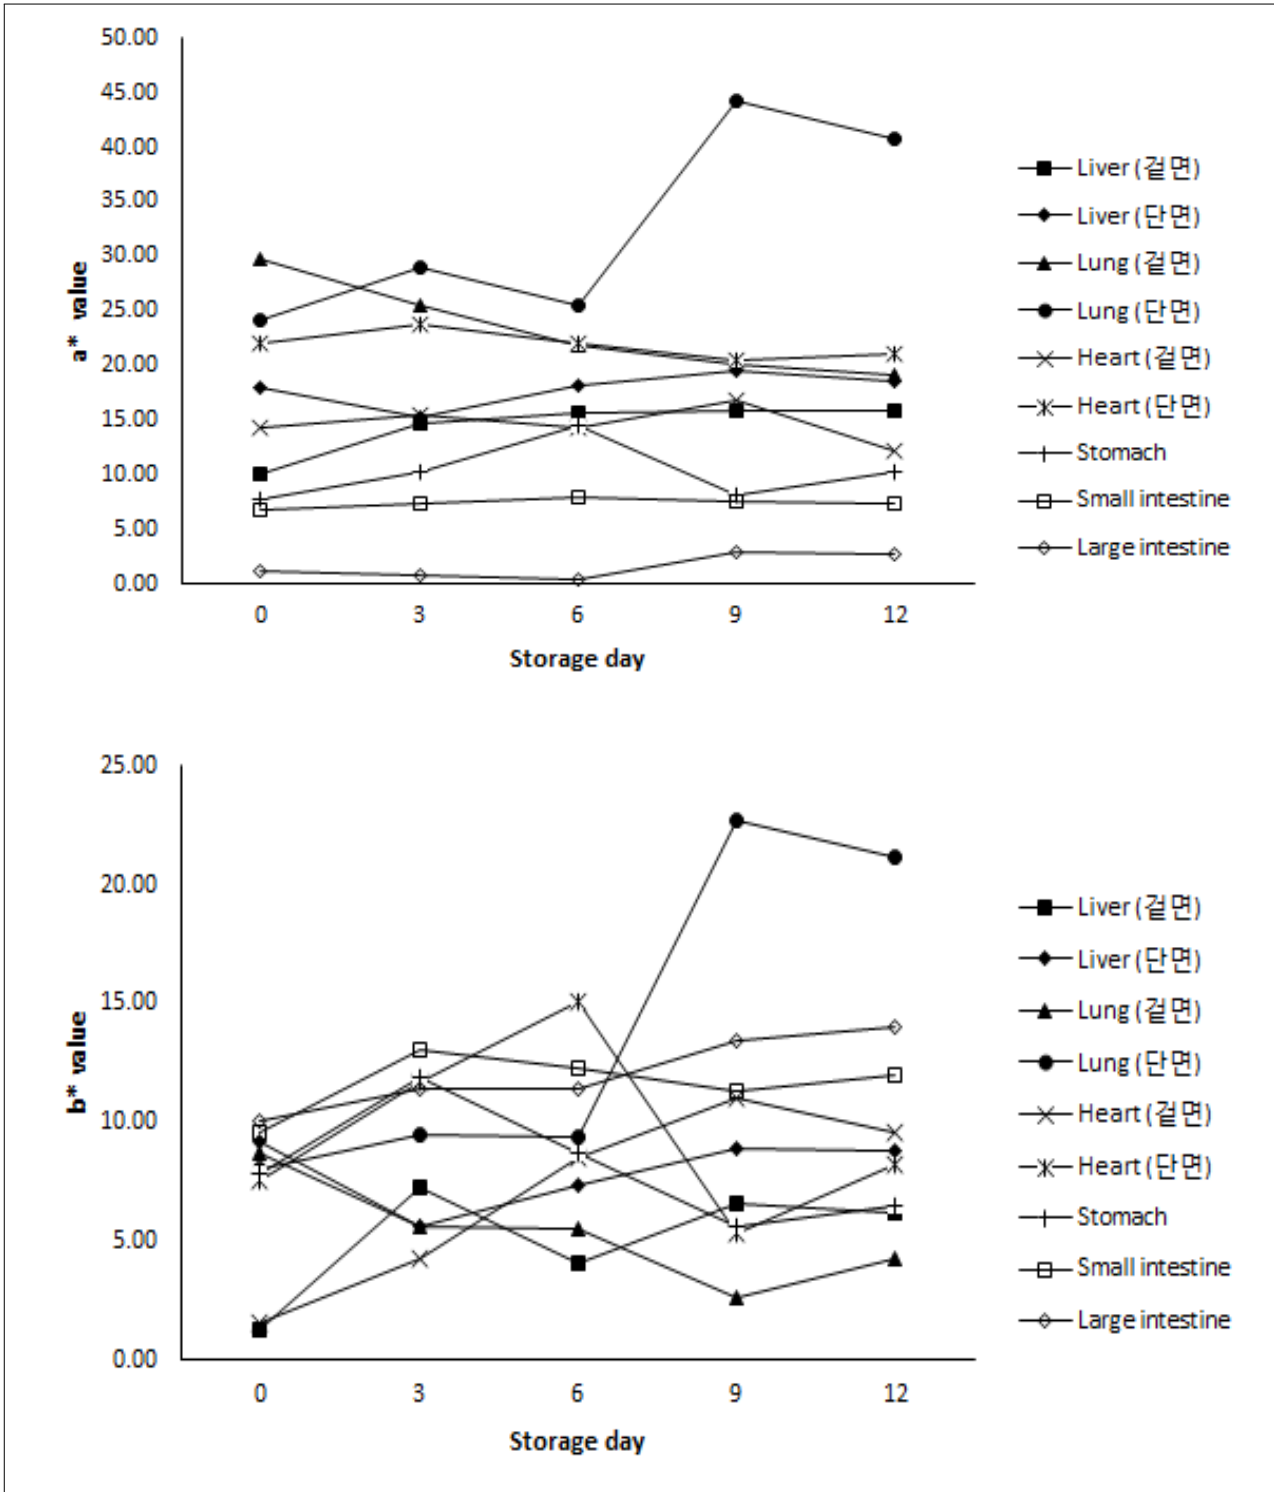 50.00
45.00
40.00
35.00
30.00
25.00
20.00
15.00
10.00
5.00
0.00
a* value
0 3 6 9 12
Storage day
Liver (겉면)
Liver (단면)
Lung (겉면)
Lung (단면)
Heart (겉면)
Heart (단면)
Stomach
Small intestine
Large intestine
25.00
20.00
15.00
10.00
5.00
0.00
b* value
0 3 6 9 12
Storage day
Liver (겉면)
Liver (단면)
Lung (겉면)
Lung (단면)
Heart (겉면)
Heart (단면)
Stomach
Small intestine
Large intestine